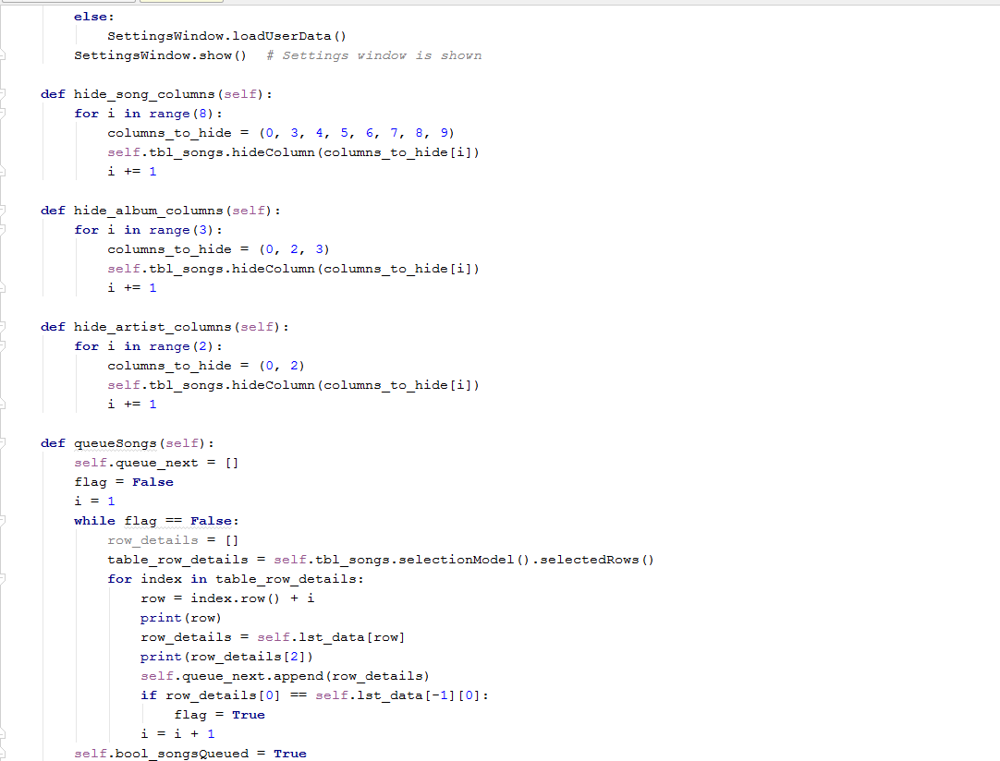 else:
SettingsWindow.loadUserData()
SettingsWindow.show()  # Settings window is shown
def hide_song_columns(self):
for i in range(8):
columns_to_hide = (0, 3, 4, 5, 6, 7, 8, 9)
self.tbl_songs.hideColumn(columns_to_hide[i])
i += 1
def hide_album_columns(self):
for i in range(3):
columns_to_hide = (0, 2, 3)
self.tbl_songs.hideColumn(columns_to_hide[i])
i += 1
def hide_artist_columns(self):
for i in range(2):
columns_to_hide = (0, 2)
self.tbl_songs.hideColumn(columns_to_hide[i])
i += 1
def queueSongs(self):
self.queue_next = []
flag = False
i = 1
while flag == False:
row_details = []
table_row_details = self.tbl_songs.selectionModel().selectedRows()
for index in table_row_details:
row = index.row() + i
print(row)
row_details = self.lst_data[row]
print(row_details[2])
self.queue_next.append(row_details)
if row_details[0] == self.lst_data[-1][0]:
flag = True
i = i + 1
self.bool_songsQueued = True